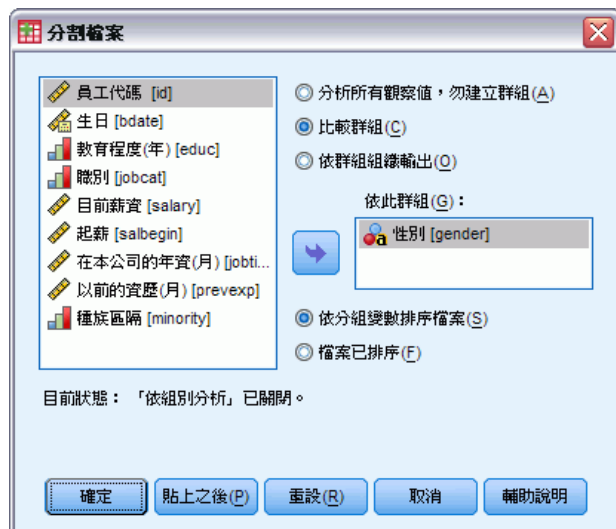 分割檔案
員工代碼 [id]
生日 [bdate]
教育程度(年) [educ]
職別 [jobcat]
目前薪資 [salary]
起薪 [salbegin]
在本公司的年資(月) [jobti...
以前的資歷(月) [prevexp]
種族區隔 [minority]
分析所有觀察值，勿建立群組(A)
比較群組(C)
依群組組織輸出(O)
依此群組(G)：
性別 [gender]
依分組變數排序檔案(S)
檔案已排序(F)
目前狀態：「依組別分析」已關閉。
確定
貼上之後(P)
重設(R)
取消
輔助說明